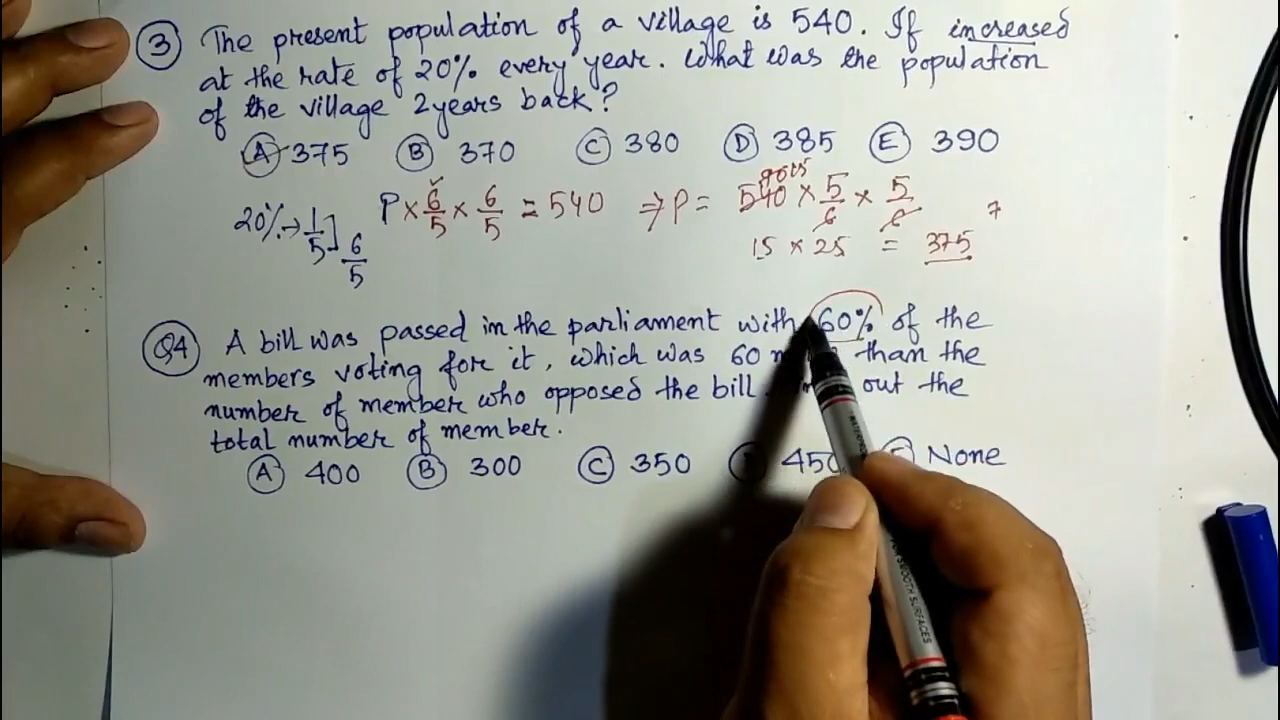 3 The present population of a village is 540. If increased
at the rate of 20% every year. What was the population
of the village 2 years back?
A 375 B 370 C 380 D 385 E 390
20% → 1/5] 6/5
P × 6/5 × 6/5 = 540 ⇒ P = 540 × 5/6 × 5/6
15 × 25 = 375
Q4 A bill was passed in the parliament with 60% of the
members voting for it, which was 60 than the
number of member who opposed the bill. out the
total number of member.
A 400 B 300 C 350 450 None
SMOOTH SURFACES